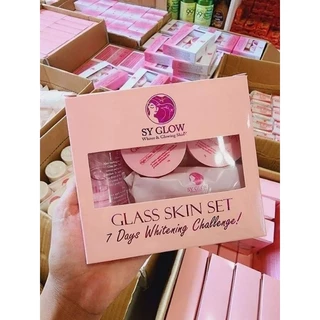 SY GLOW
Whiten & Glowing Skin!
GLASS SKIN SET
7 Days Whitening Challenge!